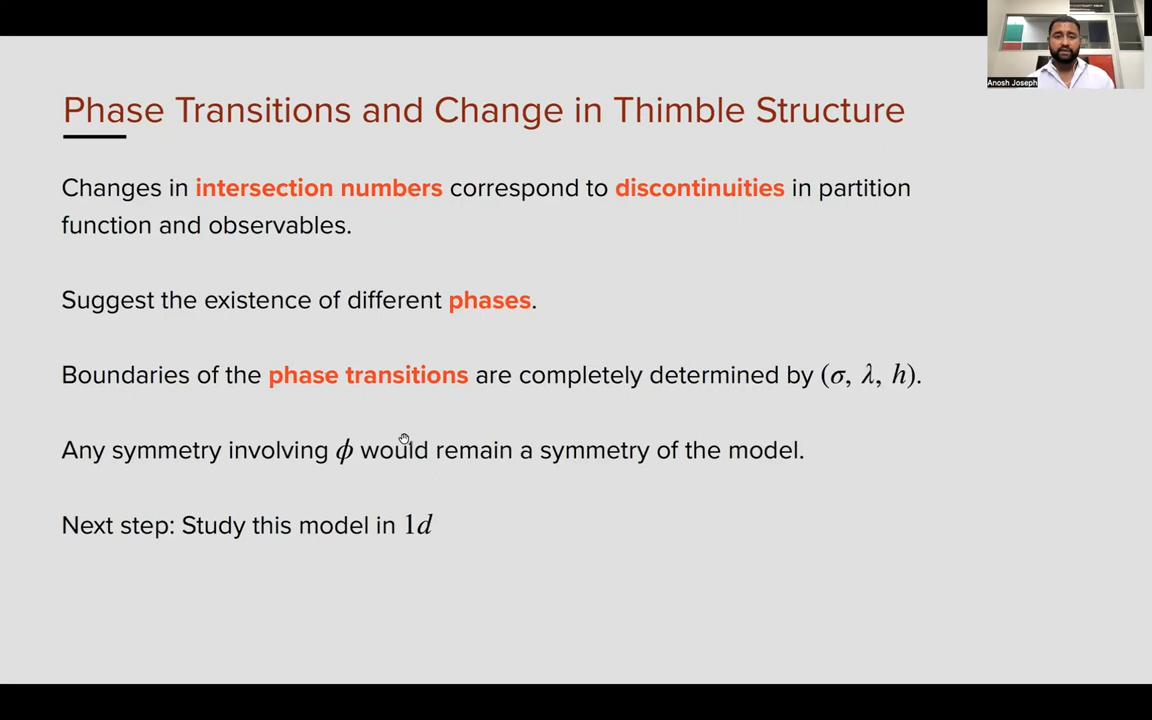 Anosh Joseph
Phase Transitions and Change in Thimble Structure
Changes in intersection numbers correspond to discontinuities in partition
function and observables.
Suggest the existence of different phases.
Boundaries of the phase transitions are completely determined by (σ, λ, h).
Any symmetry involving ϕ would remain a symmetry of the model.
Next step: Study this model in 1d